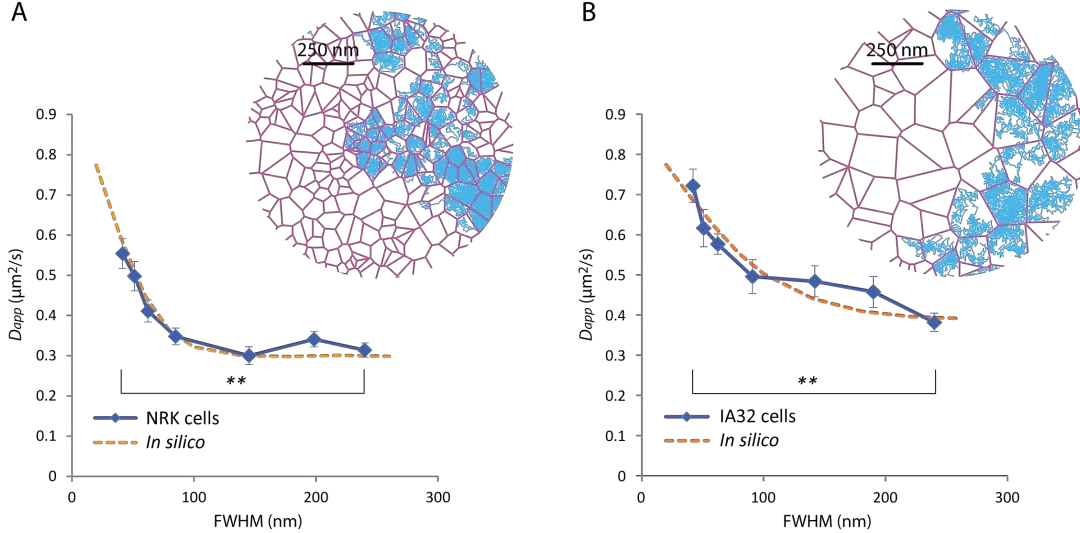 A
250 nm
0.9
0.8
0.7
0.6
0.5
0.4
0.3
0.2
0.1
0
Dapp (μm²/s)
**
NRK cells
In silico
0
100
200
300
FWHM (nm)
B
250 nm
0.9
0.8
0.7
0.6
0.5
0.4
0.3
0.2
0.1
0
Dapp (μm²/s)
**
IA32 cells
In silico
0
100
200
300
FWHM (nm)